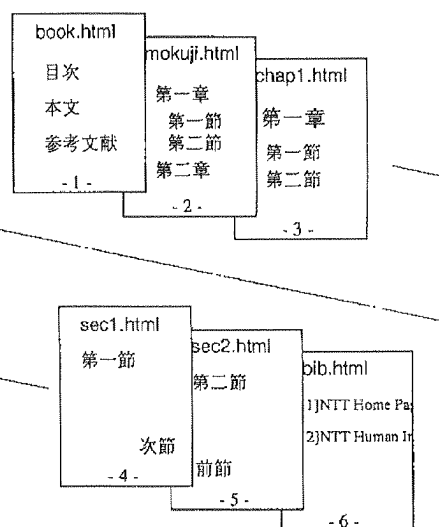 book.html
目次
本文
参考文献
- 1 -
mokuji.html
第一章
第一節
第二節
第二章
- 2 -
chap1.html
第一章
第一節
第二節
- 3 -
sec1.html
第一節
次節
- 4 -
sec2.html
第二節
前節
- 5 -
bib.html
1]NTT Home
2]NTT Human
- 6 -